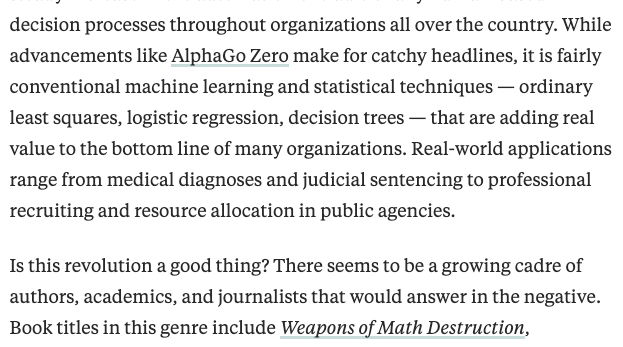 decision processes throughout organizations all over the country. While
advancements like AlphaGo Zero make for catchy headlines, it is fairly
conventional machine learning and statistical techniques — ordinary
least squares, logistic regression, decision trees — that are adding real
value to the bottom line of many organizations. Real-world applications
range from medical diagnoses and judicial sentencing to professional
recruiting and resource allocation in public agencies.
Is this revolution a good thing? There seems to be a growing cadre of
authors, academics, and journalists that would answer in the negative.
Book titles in this genre include Weapons of Math Destruction,